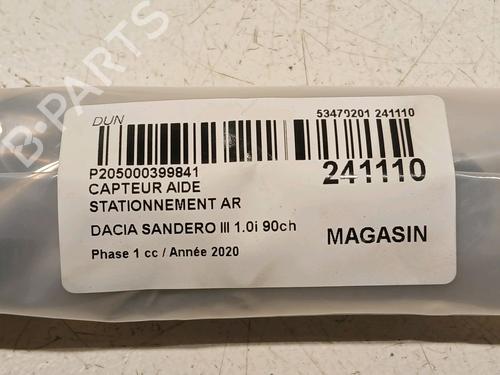 DUN
53479201 241110
P205000399841
241110
CAPTEUR AIDE
STATIONNEMENT AR
DACIA SANDERO III 1.0i 90ch
MAGASIN
Phase 1 cc / Année 2020
B-PARTS